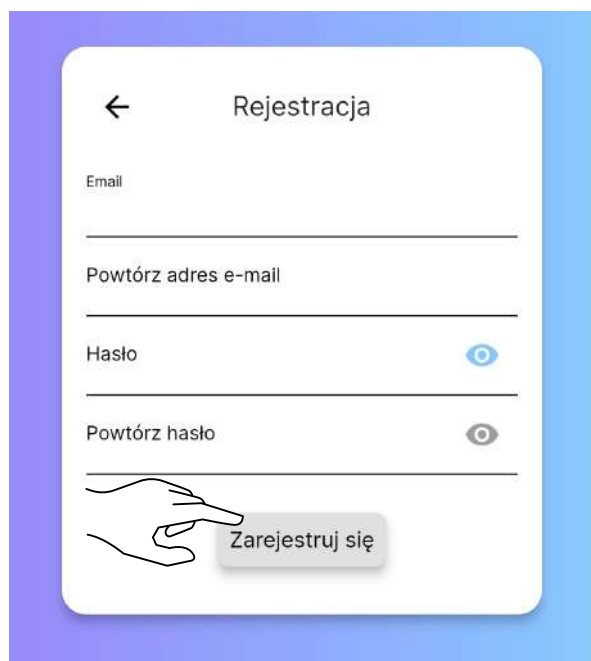 Rejestracja
Email
Powtórz adres e-mail
Hasło
Powtórz hasło
Zarejestruj się